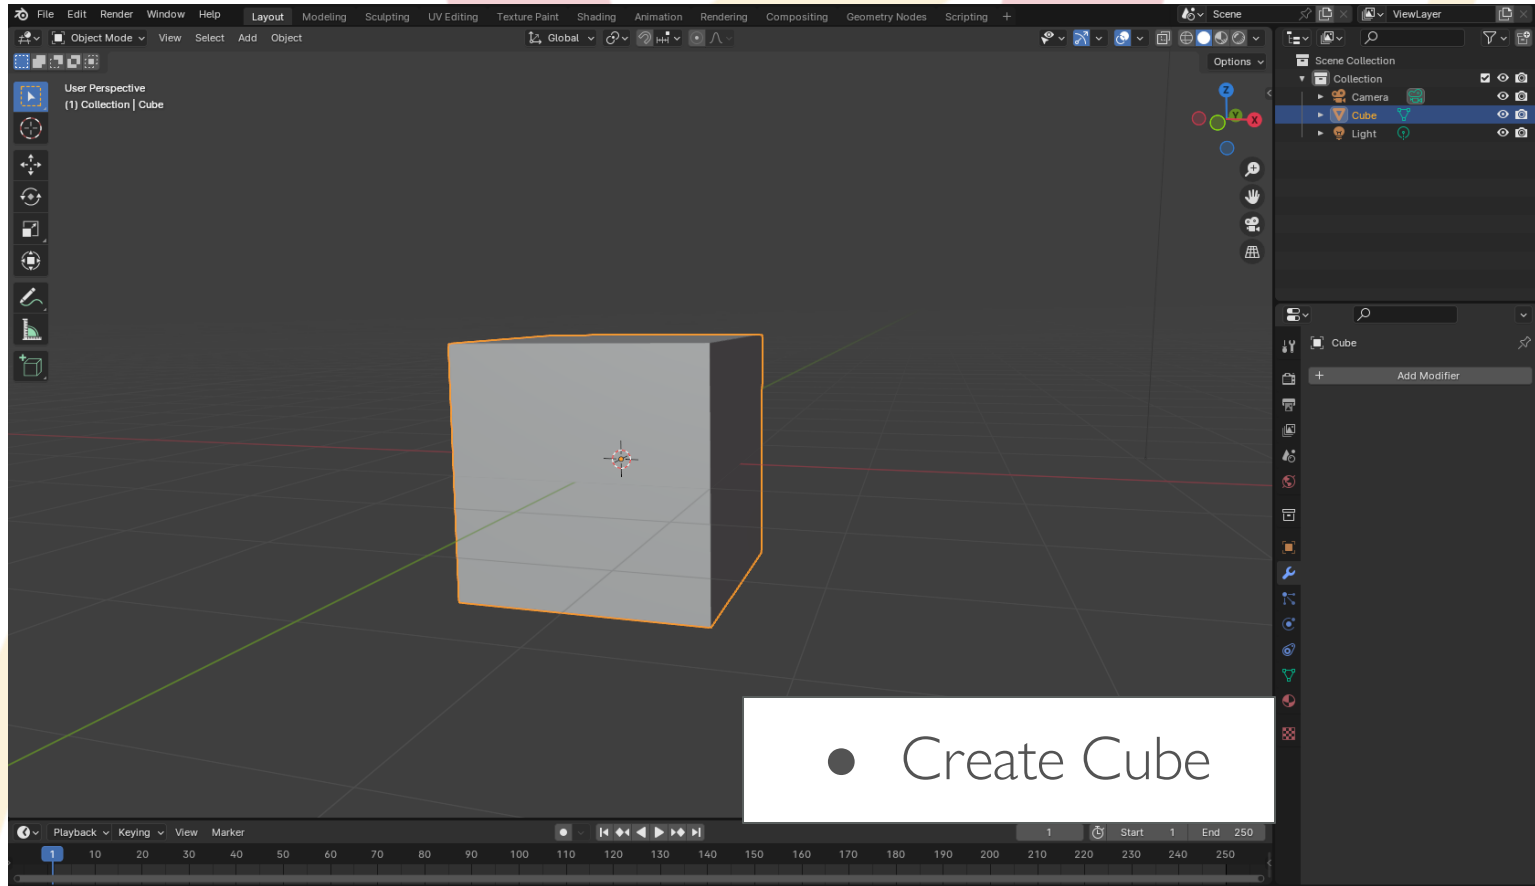 File Edit Render Window Help Layout Modeling Sculpting UV Editing Texture Paint Shading Animation Rendering Compositing Geometry Nodes Scripting + Scene ViewLayer
Object Mode View Select Add Object Global
Options
User Perspective
(1) Collection | Cube
Z
Y
X
Scene Collection
Collection
Camera
Cube
Light
Cube
+ Add Modifier
• Create Cube
Playback Keying View Marker 1 Start 1 End 250
1 10 20 30 40 50 60 70 80 90 100 110 120 130 140 150 160 170 180 190 200 210 220 230 240 250